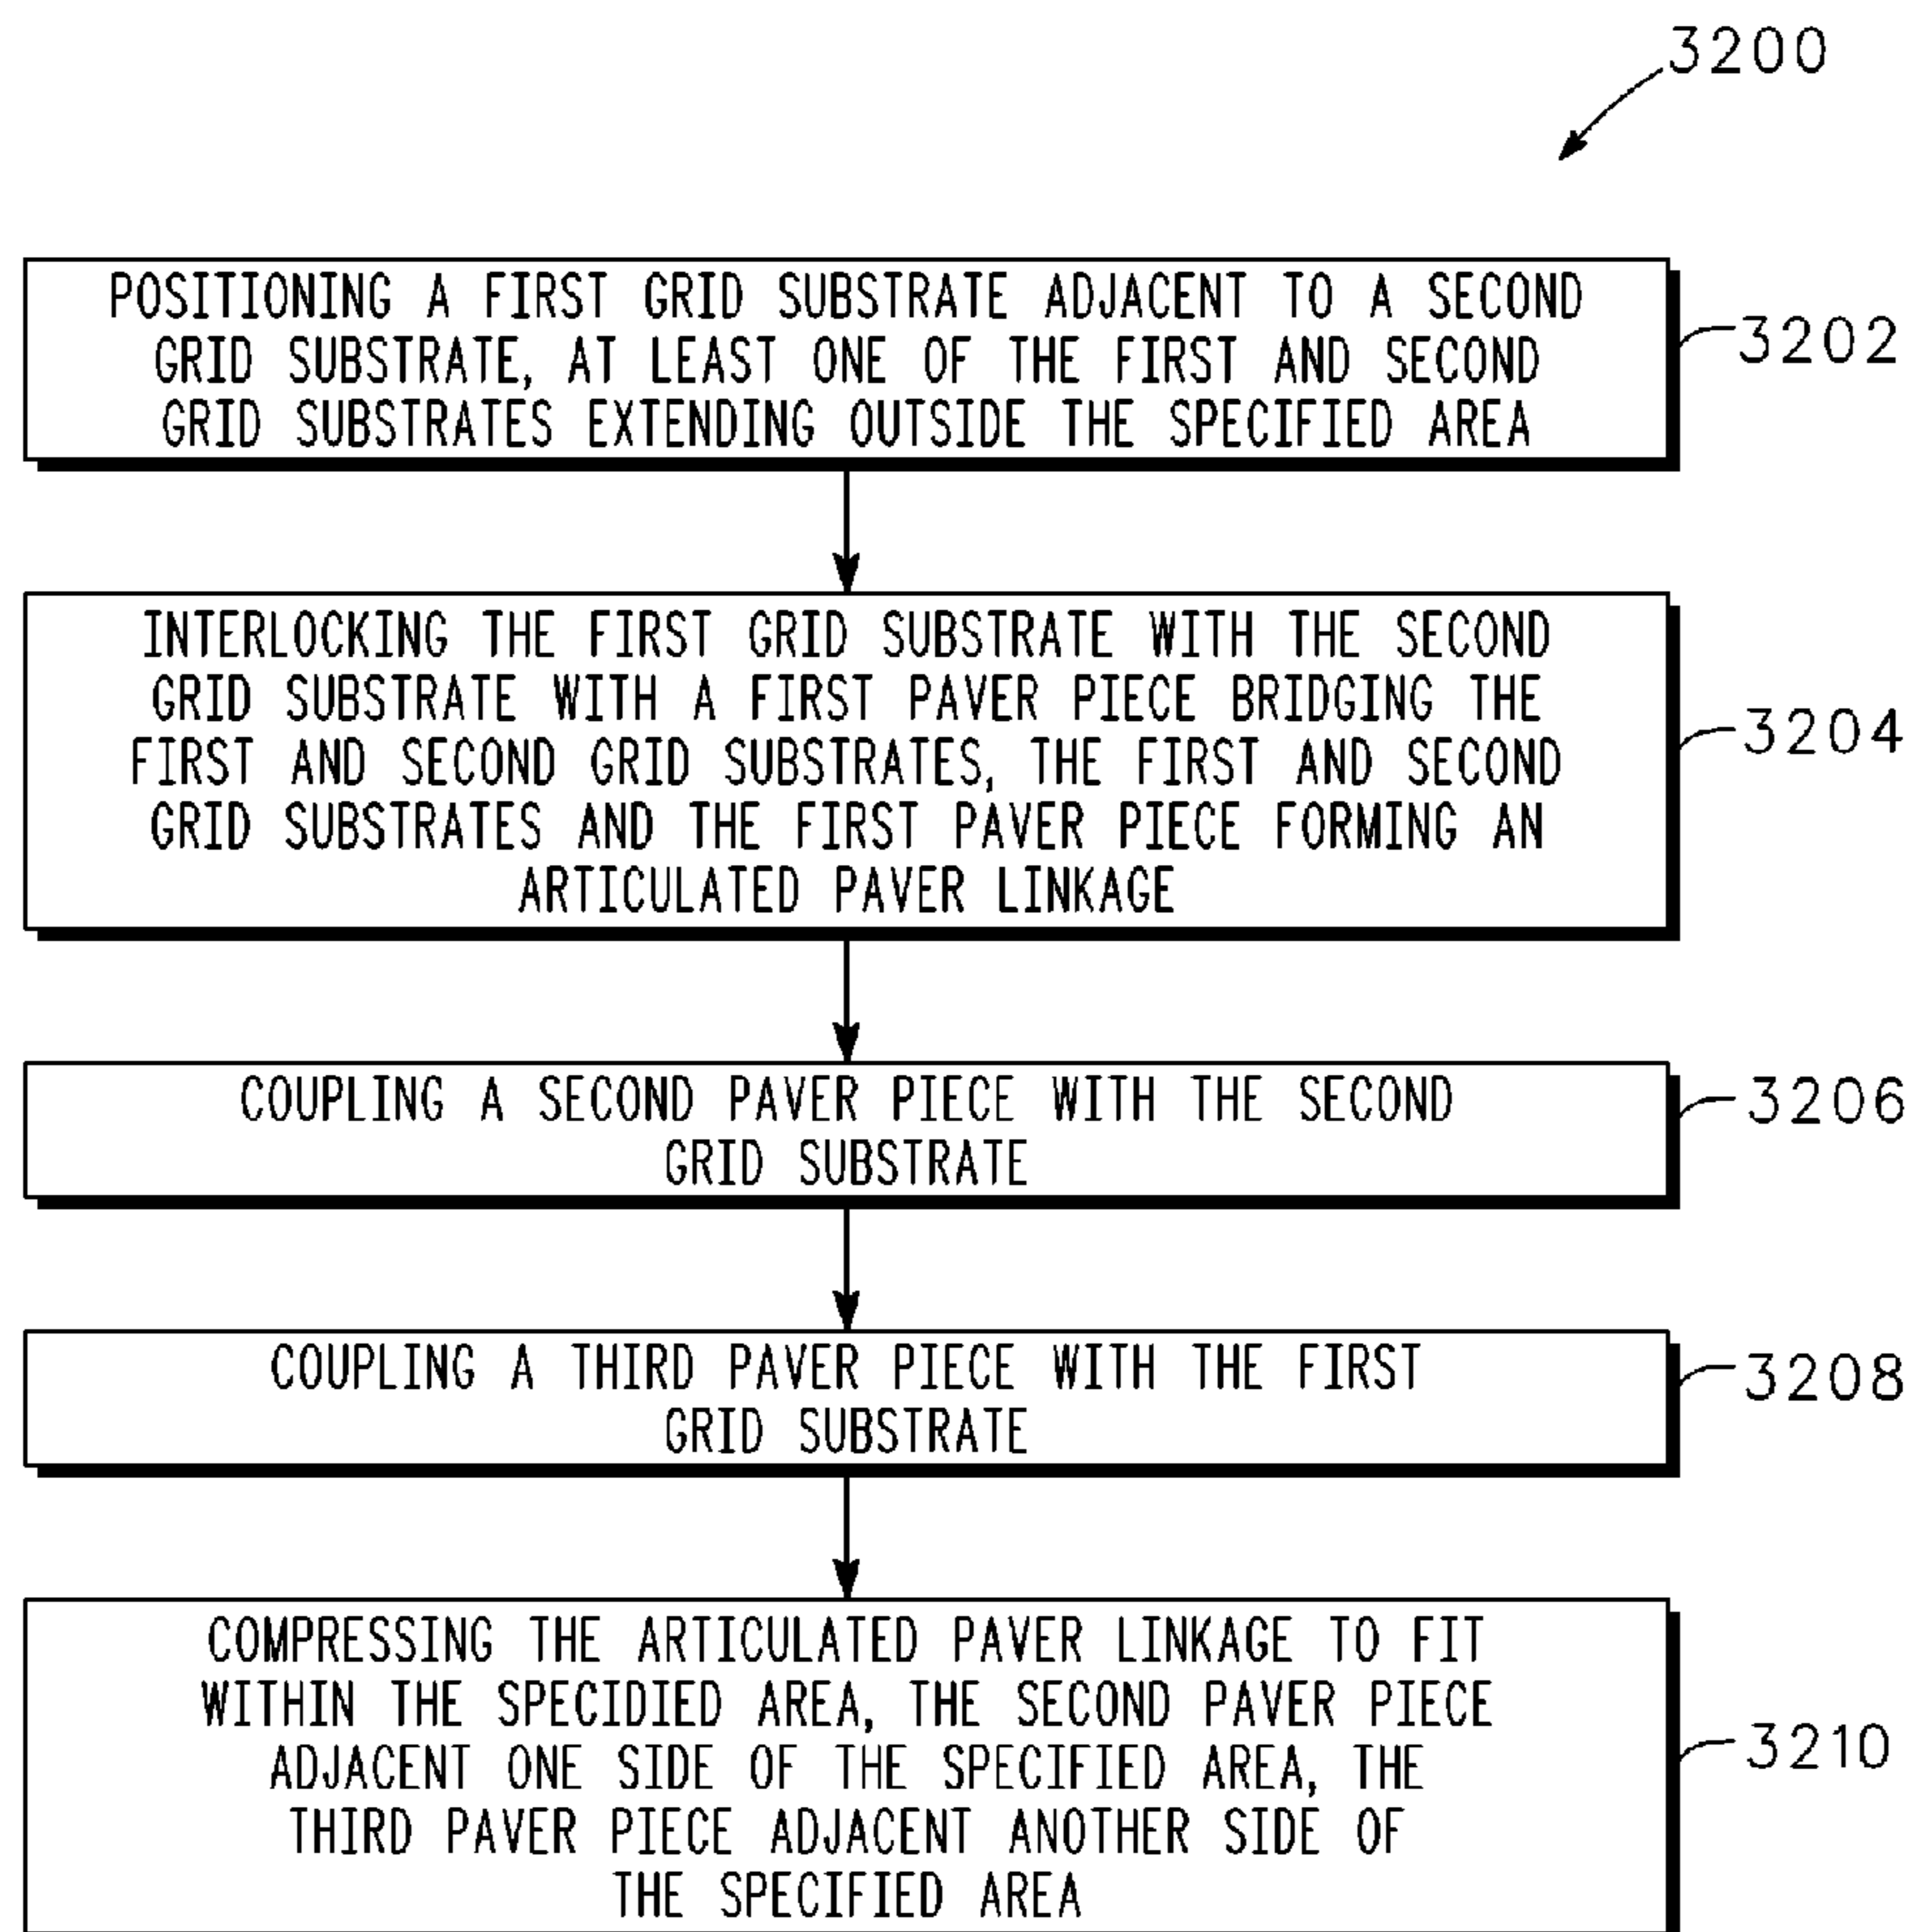 3200
POSITIONING A FIRST GRID SUBSTRATE ADJACENT TO A SECOND
GRID SUBSTRATE, AT LEAST ONE OF THE FIRST AND SECOND
GRID SUBSTRATES EXTENDING OUTSIDE THE SPECIFIED AREA
3202
INTERLOCKING THE FIRST GRID SUBSTRATE WITH THE SECOND
GRID SUBSTRATE WITH A FIRST PAVER PIECE BRIDGING THE
FIRST AND SECOND GRID SUBSTRATES, THE FIRST AND SECOND
GRID SUBSTRATES AND THE FIRST PAVER PIECE FORMING AN
ARTICULATED PAVER LINKAGE
3204
COUPLING A SECOND PAVER PIECE WITH THE SECOND
GRID SUBSTRATE
3206
COUPLING A THIRD PAVER PIECE WITH THE FIRST
GRID SUBSTRATE
3208
COMPRESSING THE ARTICULATED PAVER LINKAGE TO FIT
WITHIN THE SPECIDIED AREA, THE SECOND PAVER PIECE
ADJACENT ONE SIDE OF THE SPECIFIED AREA, THE
THIRD PAVER PIECE ADJACENT ANOTHER SIDE OF
THE SPECIFIED AREA
3210